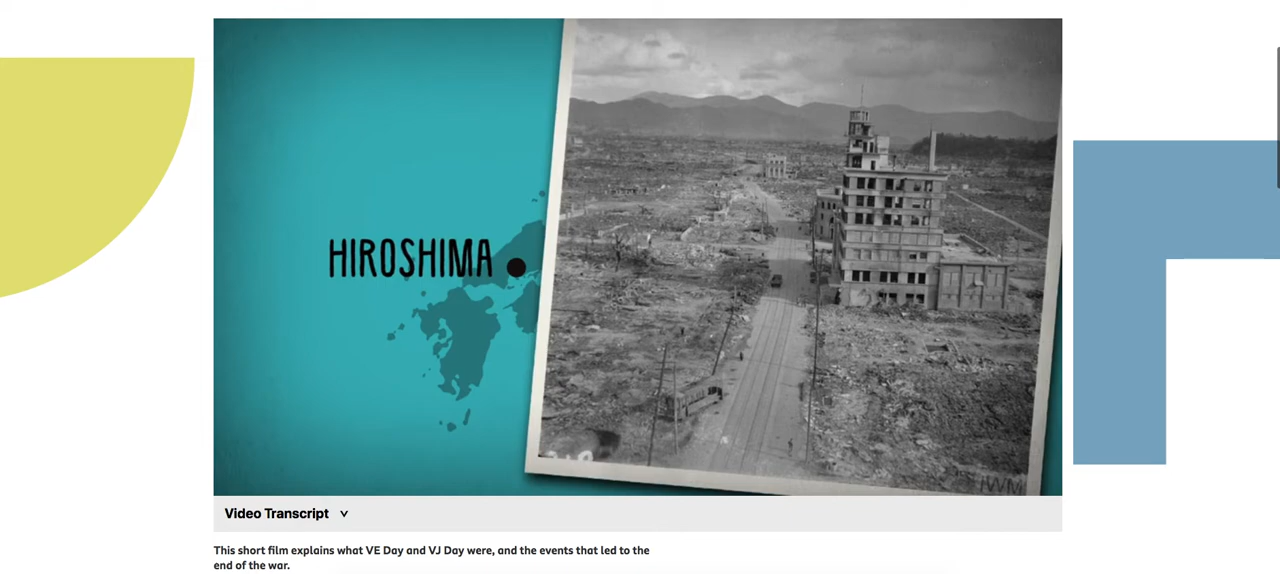 HIROSHIMA
IWM
Video Transcript
This short film explains what VE Day and VJ Day were, and the events that led to the
end of the war.